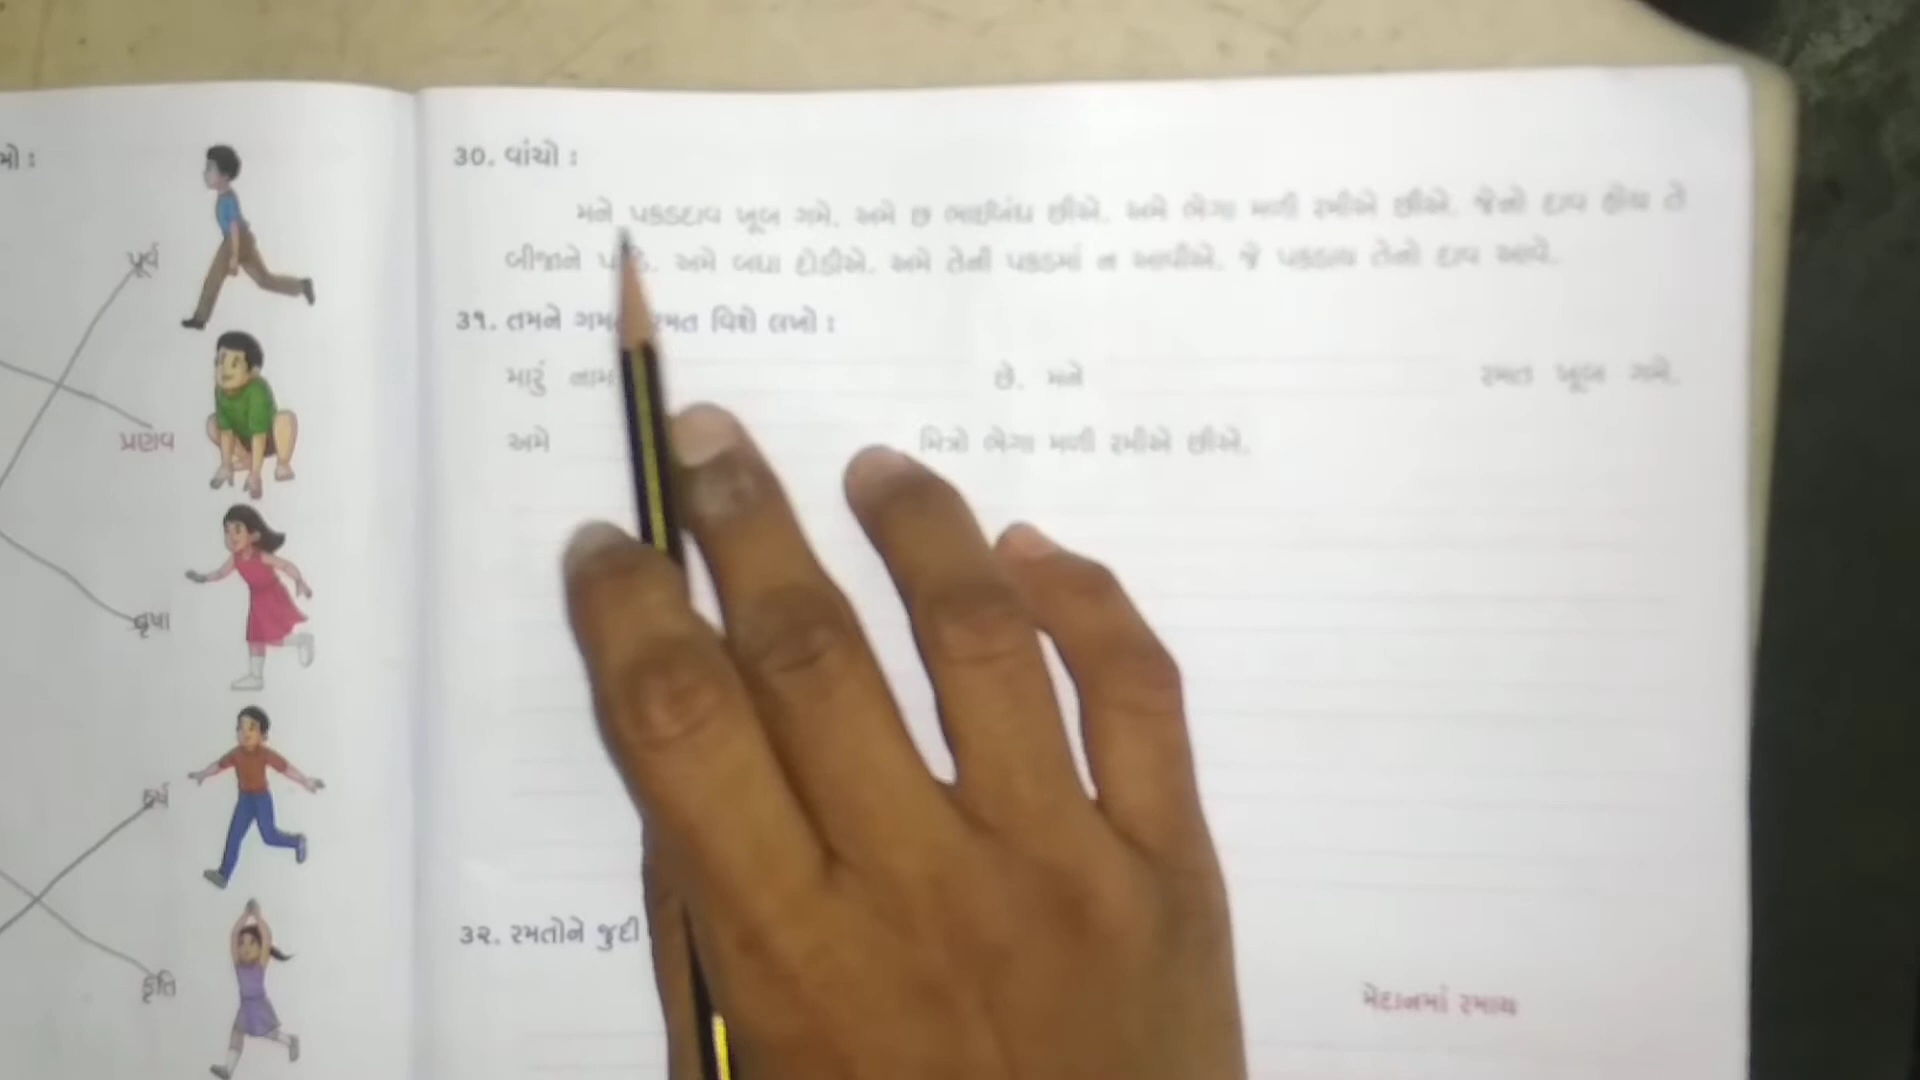 મો :
પૂર્વ
પ્રણવ
તૃષા
હર્ષ
કૃતિ
૩૦. વાંચો :
મને પકડદાવ ખૂબ ગમે. અમે છ ભાઈબંધ છીએ. અમે ભેગા મળી રમીએ છીએ. જેનો દાવ હોય તે
બીજાને અમે બધા દોડીએ. અમે તેની પકડમાં ન આવીએ. જે પકડાય તેનો દાવ આવે.
૩૧. તમને રમત વિશે લખો :
મારું નામ છે. મને રમત ખૂબ ગમે.
અમે મિત્રો ભેગા મળી રમીએ છીએ.
૩૨. રમતોને જુદી
મેદાનમાં રમાય